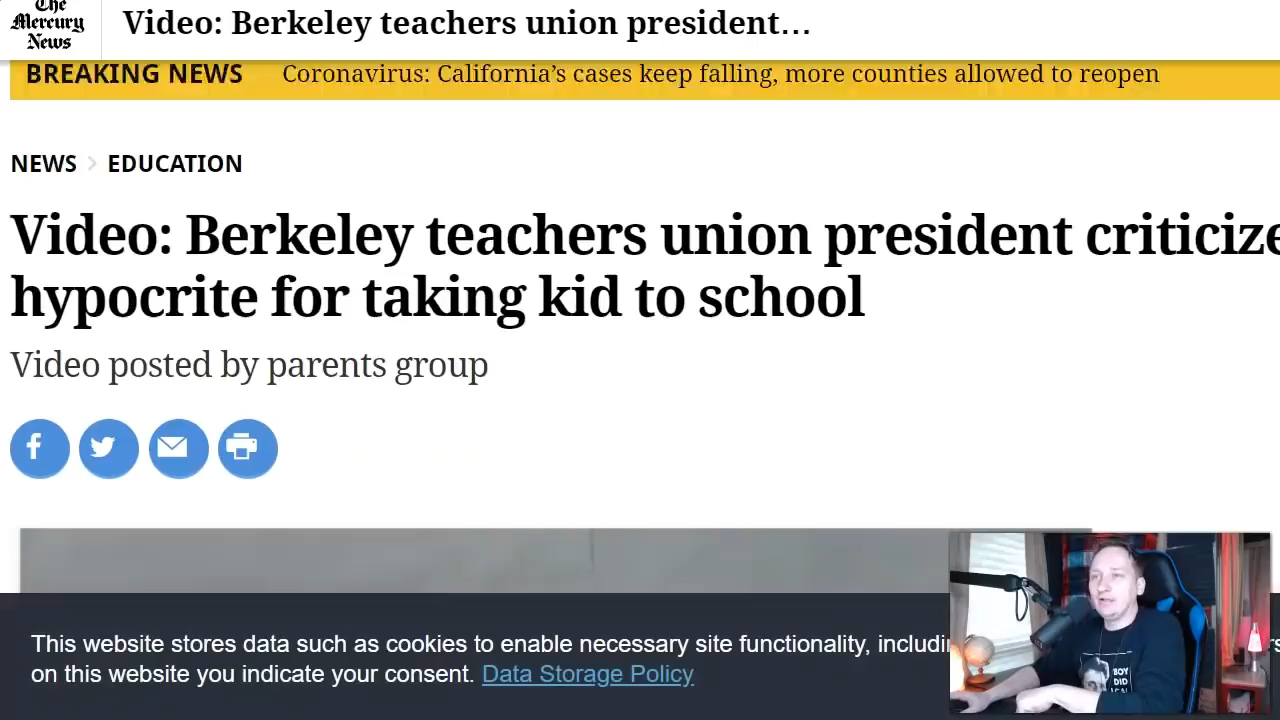 The
Mercury
News
Video: Berkeley teachers union president…
BREAKING NEWS Coronavirus: California’s cases keep falling, more counties allowed to reopen
NEWS > EDUCATION
Video: Berkeley teachers union president criticize
hypocrite for taking kid to school
Video posted by parents group
This website stores data such as cookies to enable necessary site functionality, includin
on this website you indicate your consent. Data Storage Policy
BOY
DID